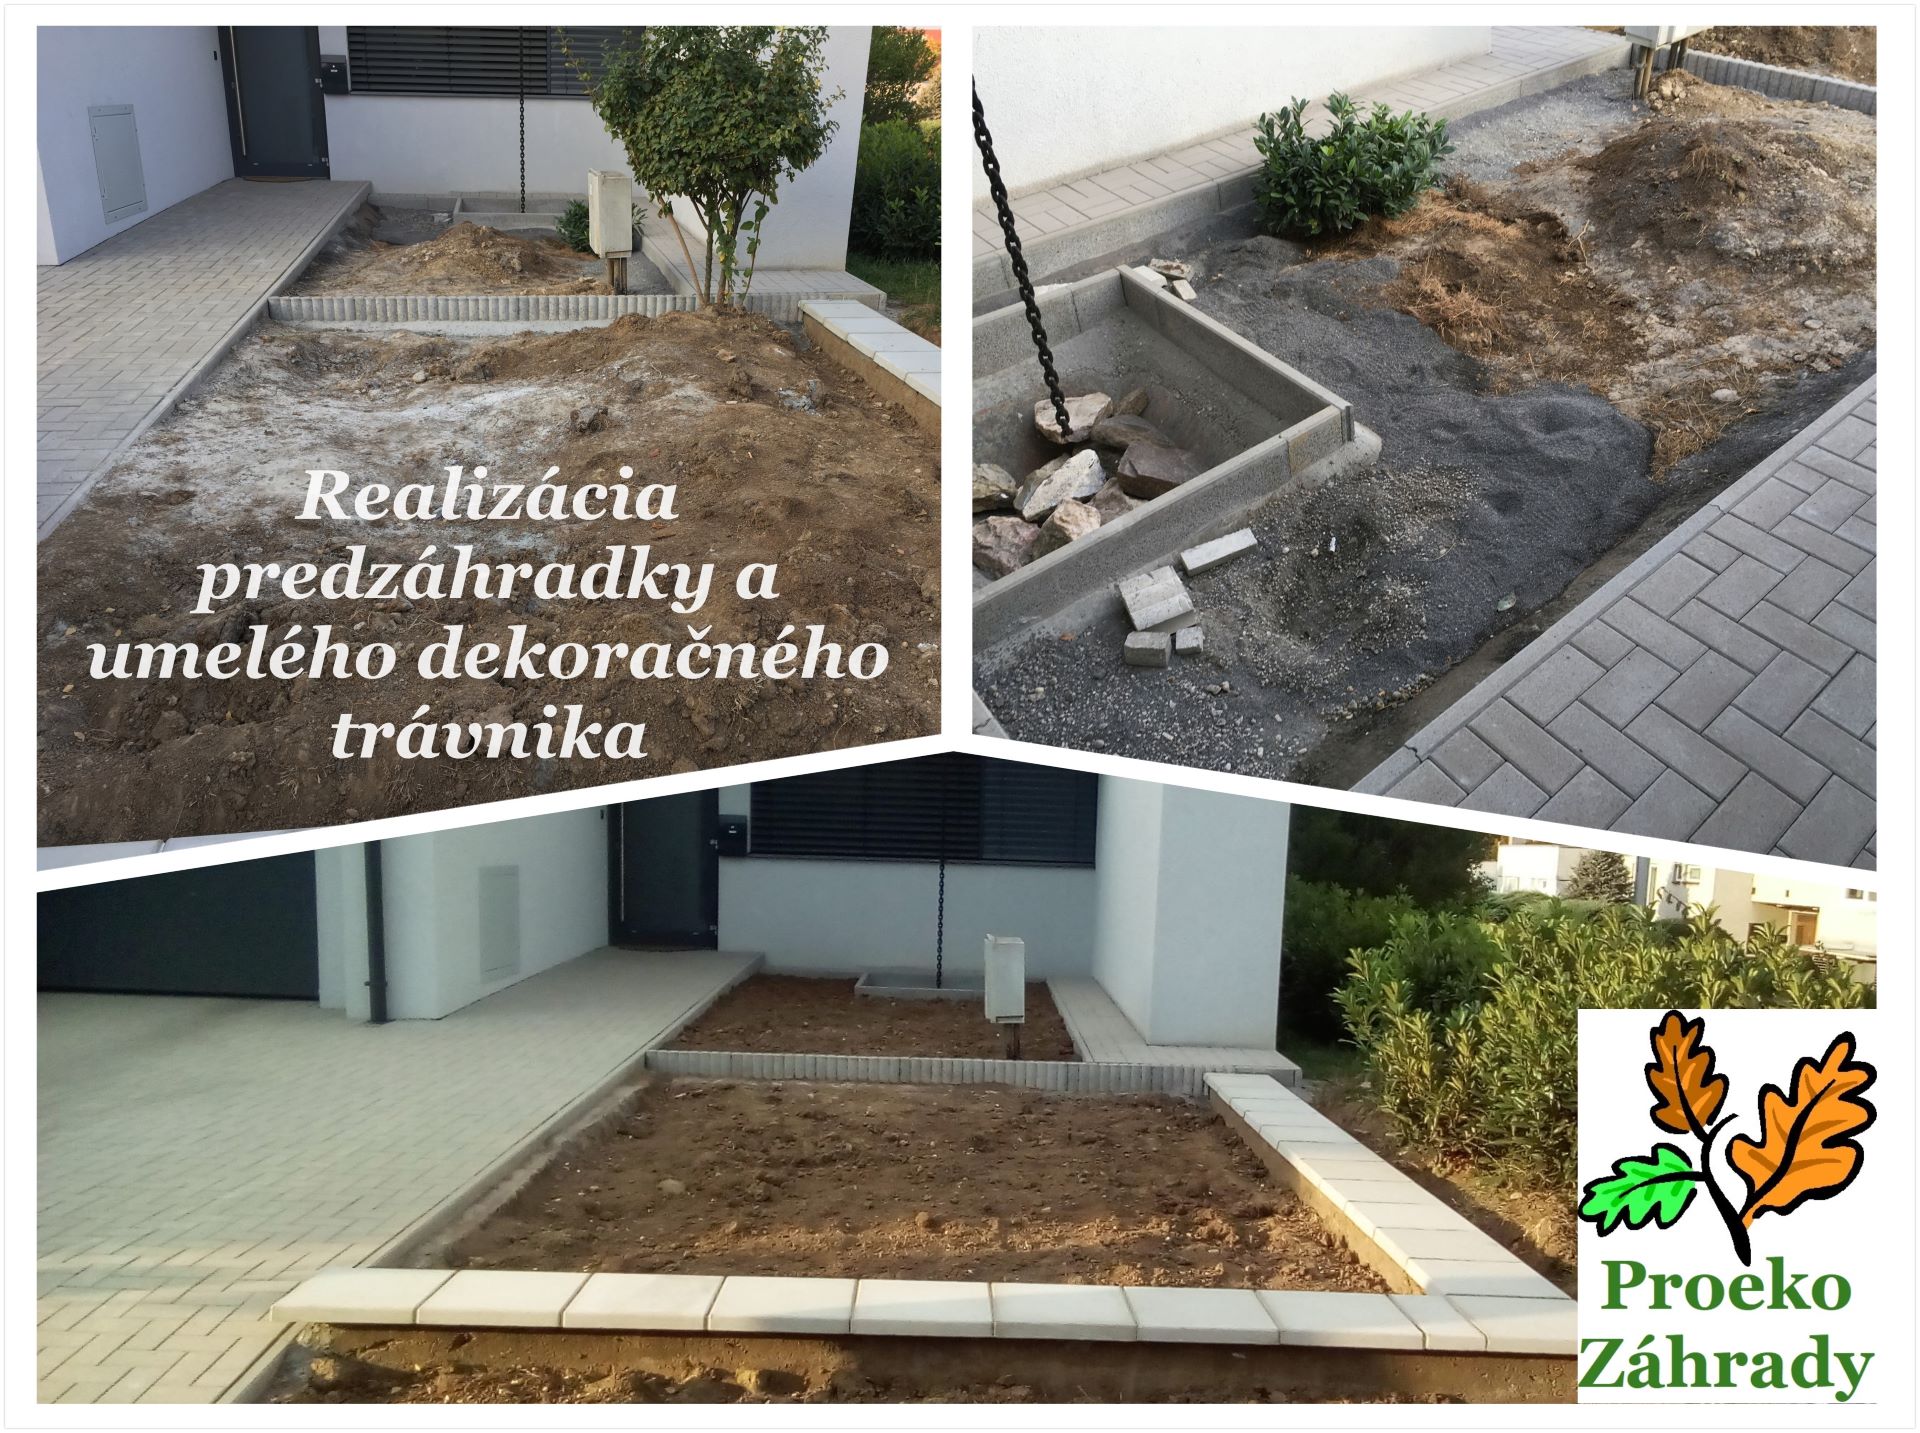 Realizácia
predzáhradky a
umelého dekoračného
trávnika
Proeko
Záhrady